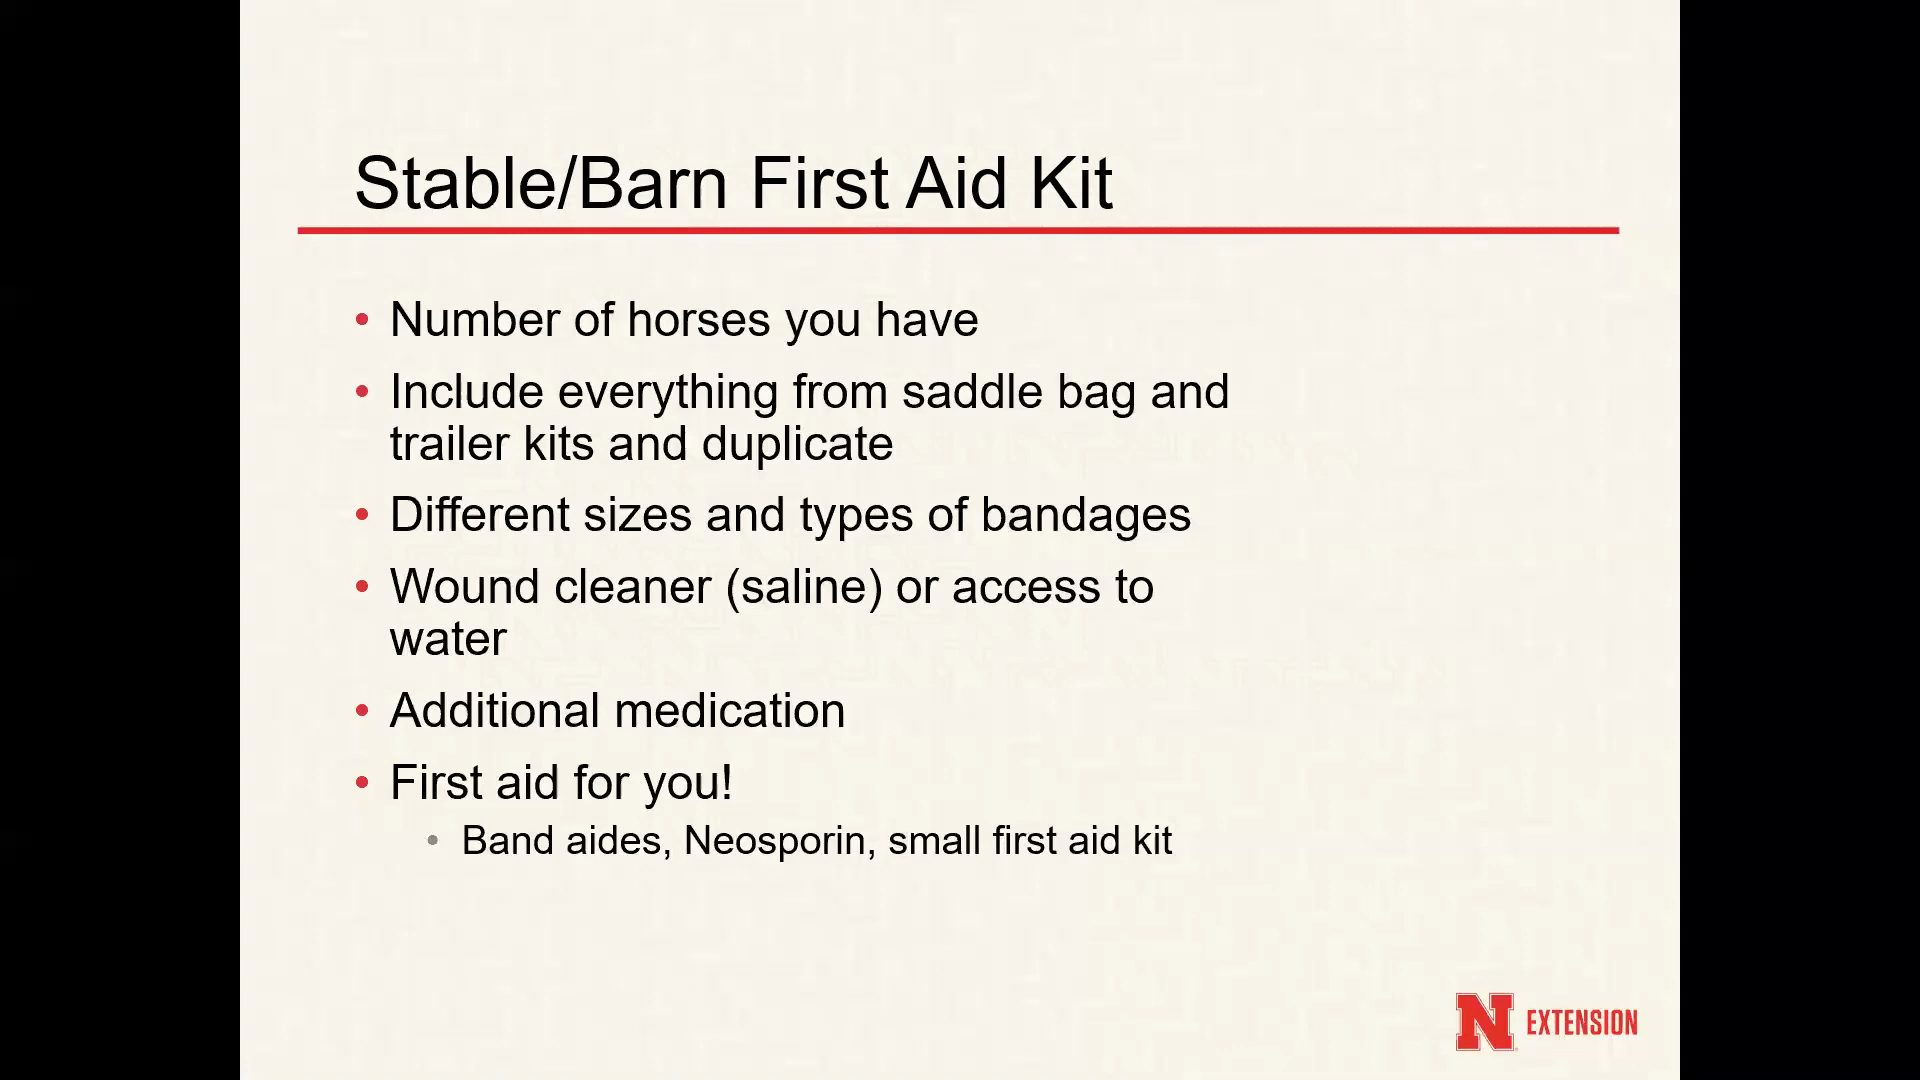 Stable/Barn First Aid Kit
• Number of horses you have
• Include everything from saddle bag and
trailer kits and duplicate
• Different sizes and types of bandages
• Wound cleaner (saline) or access to
water
• Additional medication
• First aid for you!
• Band aides, Neosporin, small first aid kit
N EXTENSION